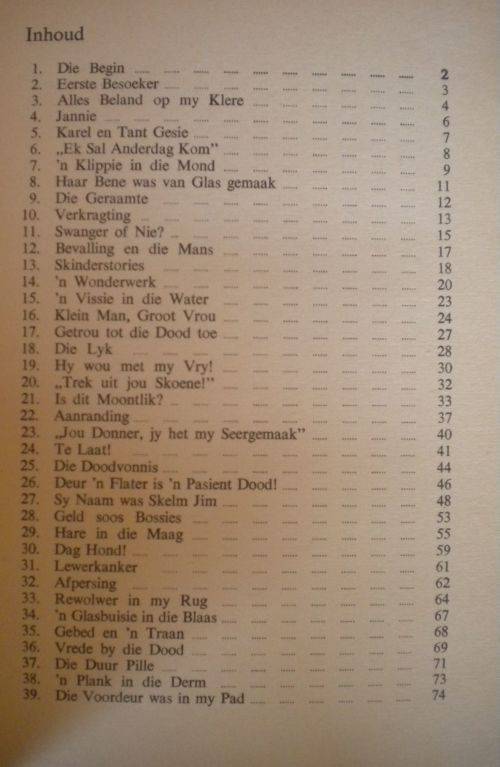 Inhoud
1. Die Begin 2
2. Eerste Besoeker 3
3. Alles Beland op my Klere 4
4. Jannie 6
5. Karel en Tant Gesie 7
6. „Ek Sal Anderdag Kom” 8
7. 'n Klippie in die Mond 9
8. Haar Bene was van Glas gemaak 11
9. Die Geraamte 12
10. Verkragting 13
11. Swanger of Nie? 15
12. Bevalling en die Mans 17
13. Skinderstories 18
14. 'n Wonderwerk 20
15. 'n Vissie in die Water 23
16. Klein Man, Groot Vrou 24
17. Getrou tot die Dood toe 27
18. Die Lyk 28
19. Hy wou met my Vry! 30
20. „Trek uit jou Skoene!” 32
21. Is dit Moontlik? 33
22. Aanranding 37
23. „Jou Donner, jy het my Seergemaak” 40
24. Te Laat! 41
25. Die Doodvonnis 44
26. Deur 'n Flater is 'n Pasient Dood! 46
27. Sy Naam was Skelm Jim 48
28. Geld soos Bossies 53
29. Hare in die Maag 55
30. Dag Hond! 59
31. Lewerkanker 61
32. Afpersing 62
33. Rewolwer in my Rug 64
34. 'n Glasbuisie in die Blaas 67
35. Gebed en 'n Traan 68
36. Vrede by die Dood 69
37. Die Duur Pille 71
38. 'n Plank in die Derm 73
39. Die Voordeur was in my Pad 74